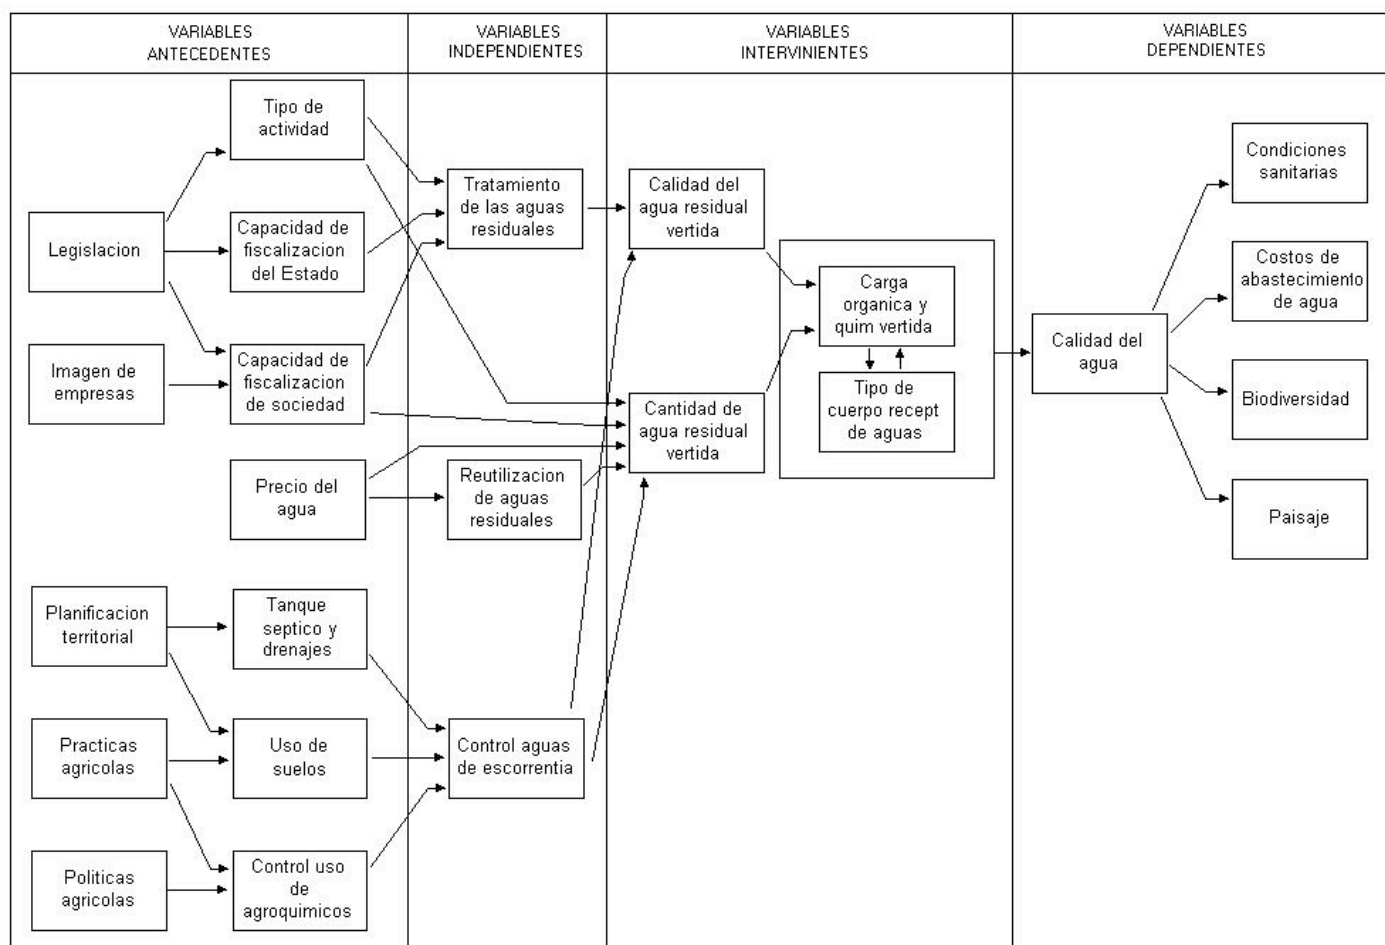 VARIABLES
ANTECEDENTES
VARIABLES
INDEPENDIENTES
VARIABLES
INTERVINIENTES
VARIABLES
DEPENDIENTES
Legislacion
Imagen de
empresas
Planificacion
territorial
Practicas
agricolas
Politicas
agricolas
Tipo de
actividad
Capacidad de
fiscalizacion
del Estado
Capacidad de
fiscalizacion
de sociedad
Precio del
agua
Tanque
septico y
drenajes
Uso de
suelos
Control uso
de
agroquimicos
Tratamiento
de las aguas
residuales
Reutilizacion
de aguas
residuales
Control aguas
de escorrentia
Calidad del
agua residual
vertida
Cantidad de
agua residual
vertida
Carga
organica y
quim vertida
Tipo de
cuerpo recept
de aguas
Calidad del
agua
Condiciones
sanitarias
Costos de
abastecimiento
de agua
Biodiversidad
Paisaje